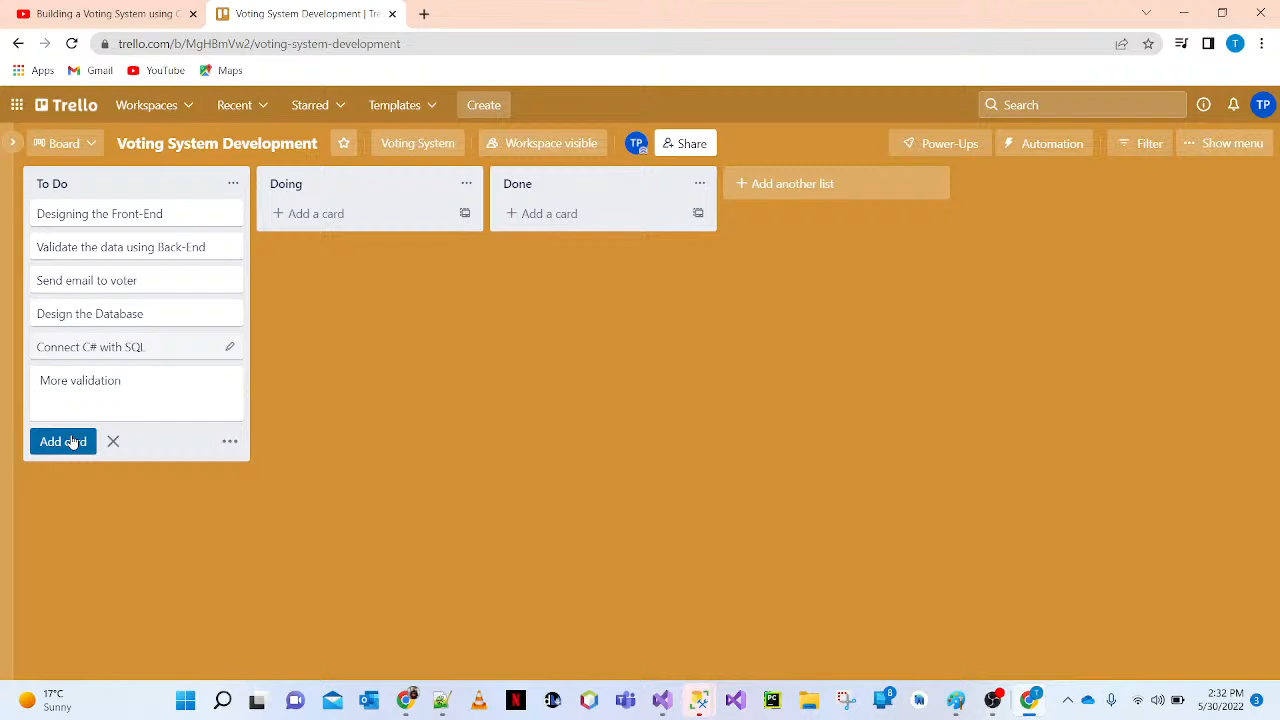 Building a Voting System using C
Voting System Development | Tre
trello.com/b/MgHBmVw2/voting-system-development
T
Apps
Gmail
YouTube
Maps
Trello
Workspaces
Recent
Starred
Templates
Create
Search
TP
Board
Voting System Development
Voting System
Workspace visible
TP
Share
Power-Ups
Automation
Filter
Show menu
To Do
Designing the Front-End
Validate the data using Back-End
Send email to voter
Design the Database
Connect C# with SQL
More validation
Add card
Doing
Add a card
Done
Add a card
Add another list
17°C
Sunny
8
2:32 PM
5/30/2022
3